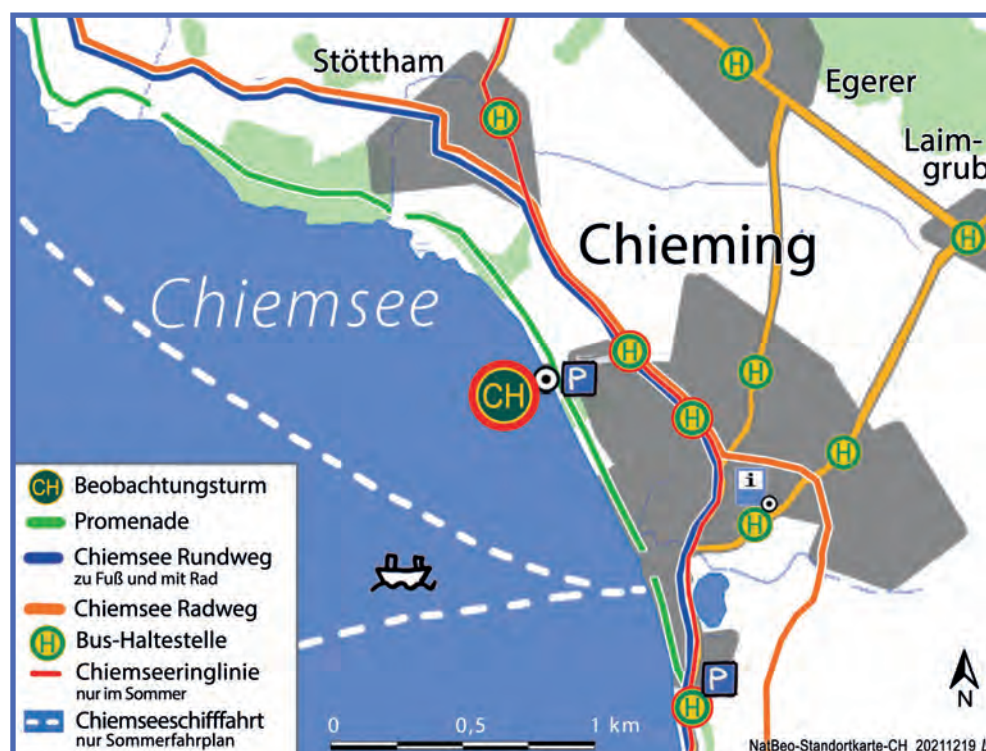 Stöttham
H
H
Egerer
Laim-
grub
H
Chieming
Chiemsee
H
H
CH
P
H
H
i
H
CH Beobachtungsturm
Promenade
Chiemsee Rundweg
zu Fuß und mit Rad
Chiemsee Radweg
H Bus-Haltestelle
Chiemseeringlinie
nur im Sommer
Chiemseeschifffahrt
nur Sommerfahrplan
0 0,5 1 km
P
H
N
NatBeo-Standortkarte-CH_20211219